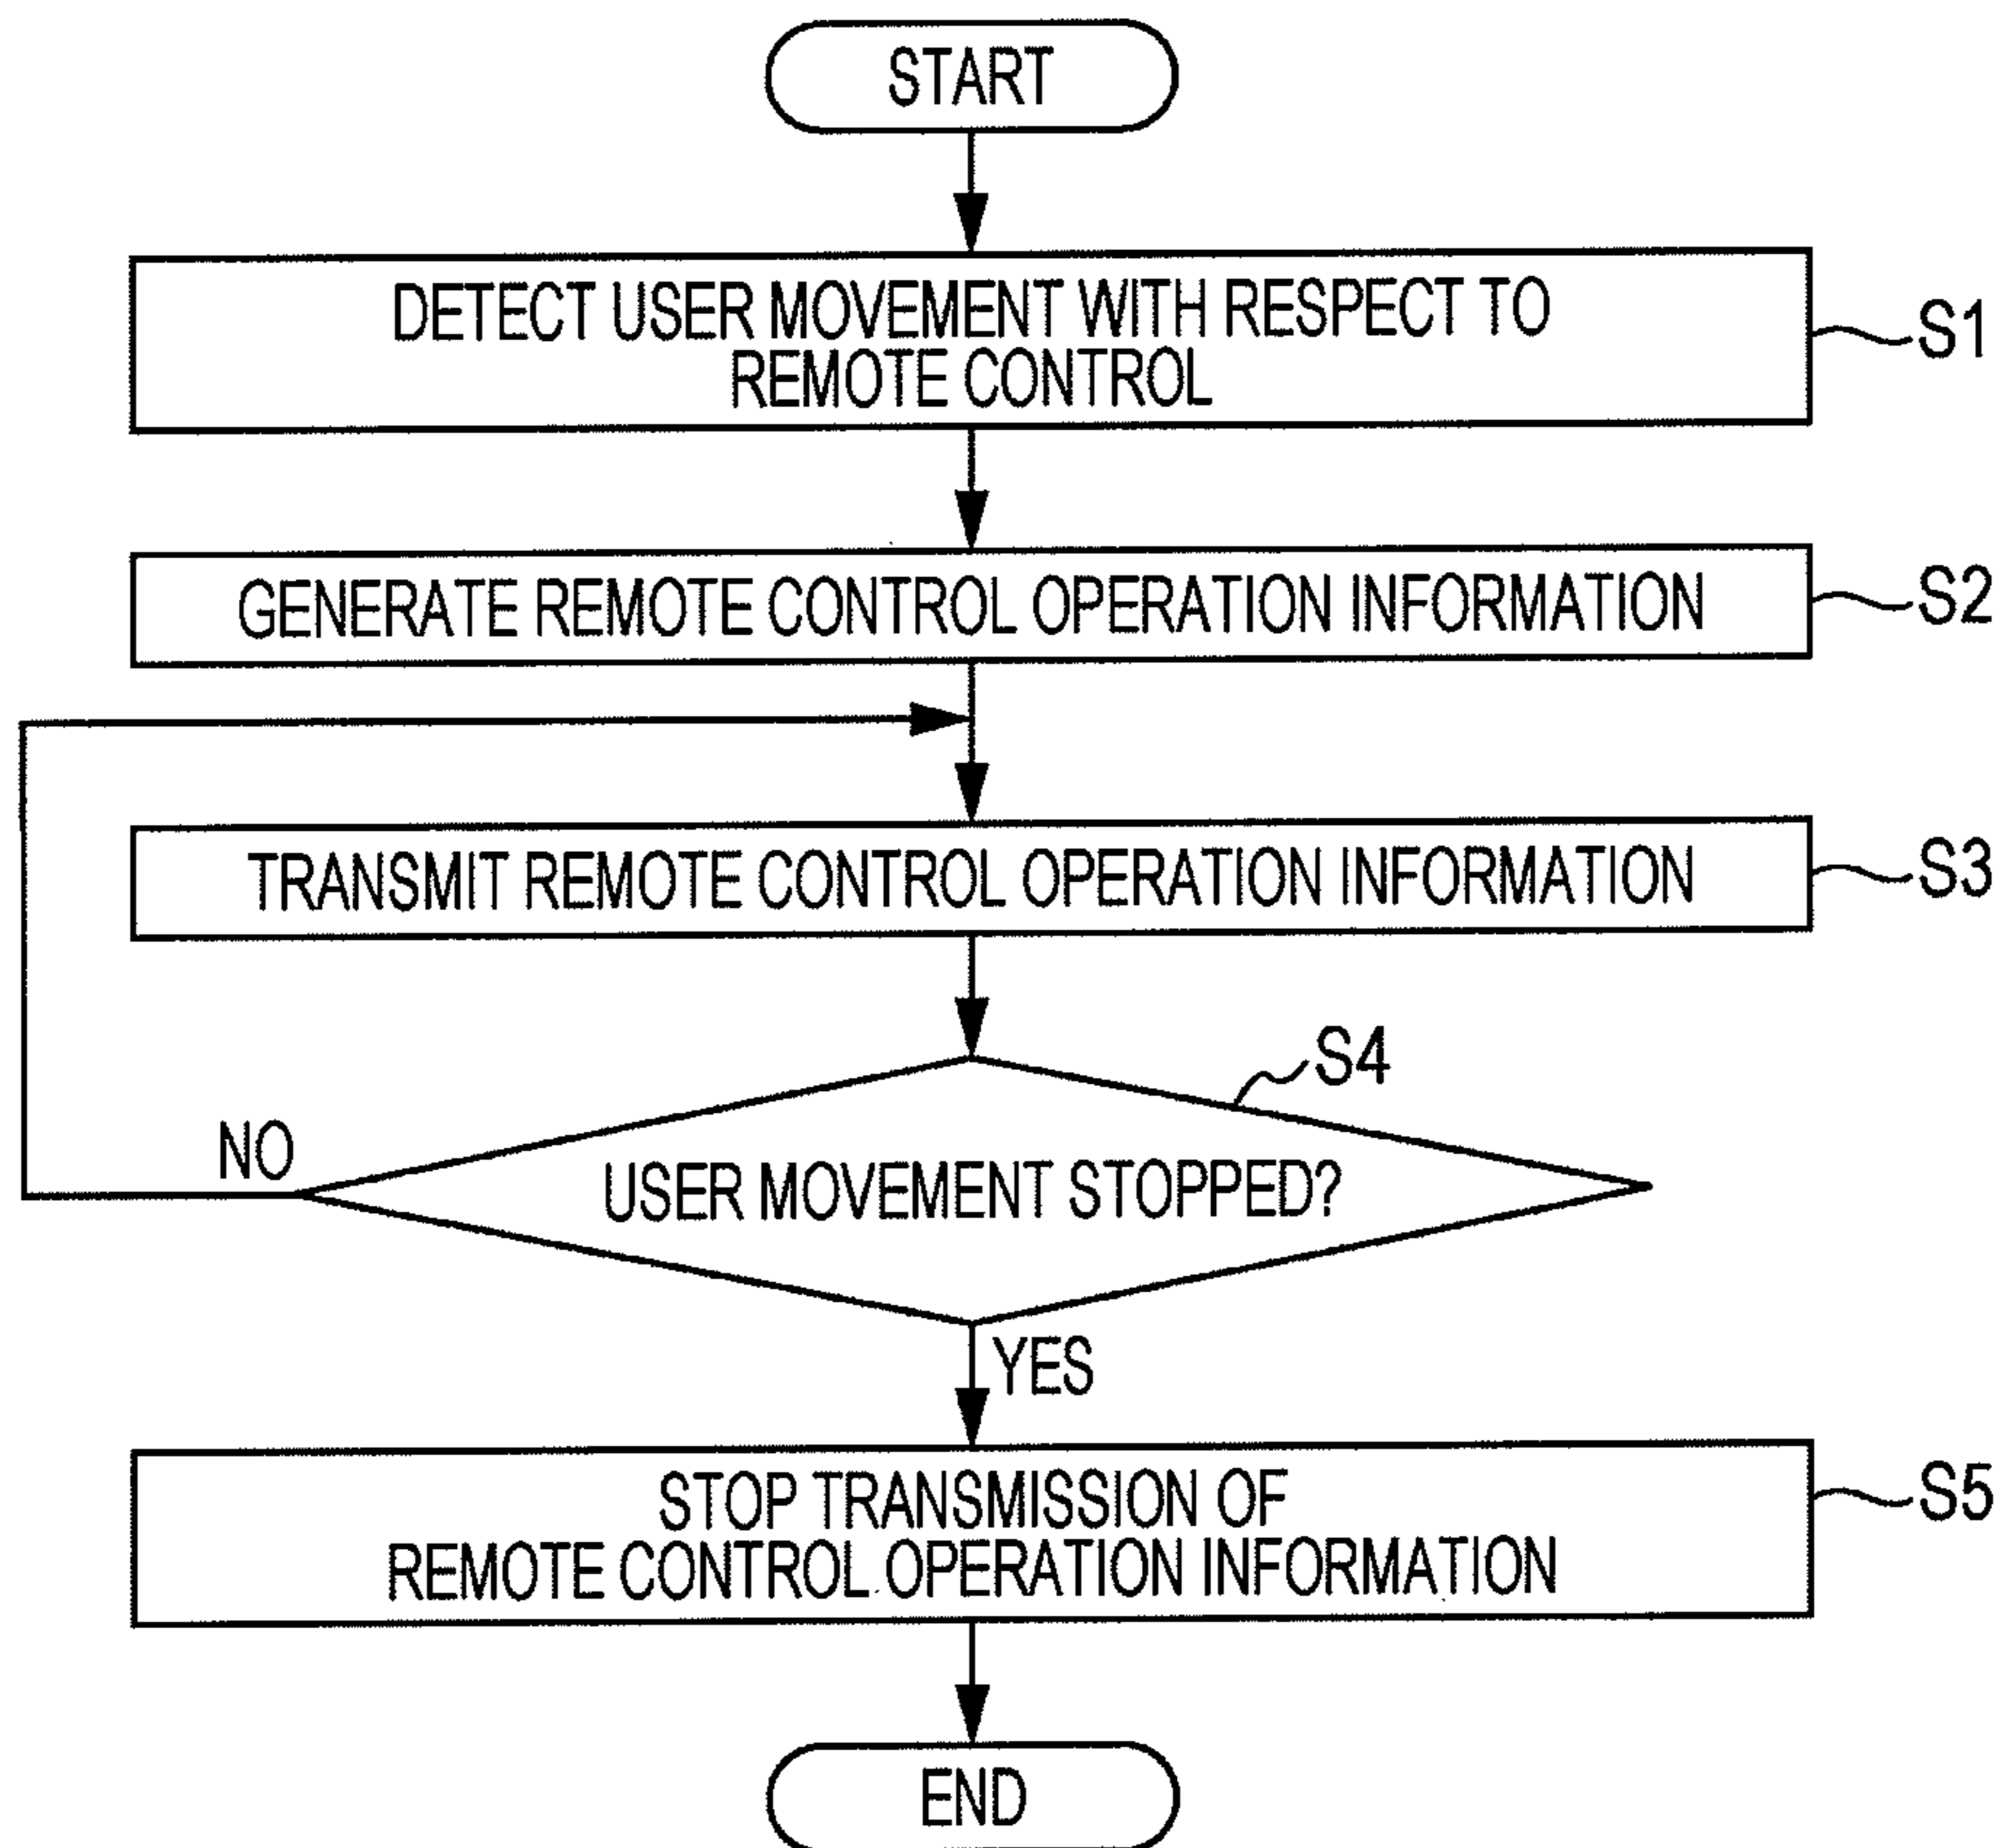 START
DETECT USER MOVEMENT WITH RESPECT TO
REMOTE CONTROL
S1
GENERATE REMOTE CONTROL OPERATION INFORMATION
S2
TRANSMIT REMOTE CONTROL OPERATION INFORMATION
S3
S4
NO
USER MOVEMENT STOPPED?
YES
STOP TRANSMISSION OF
REMOTE CONTROL OPERATION INFORMATION
S5
END